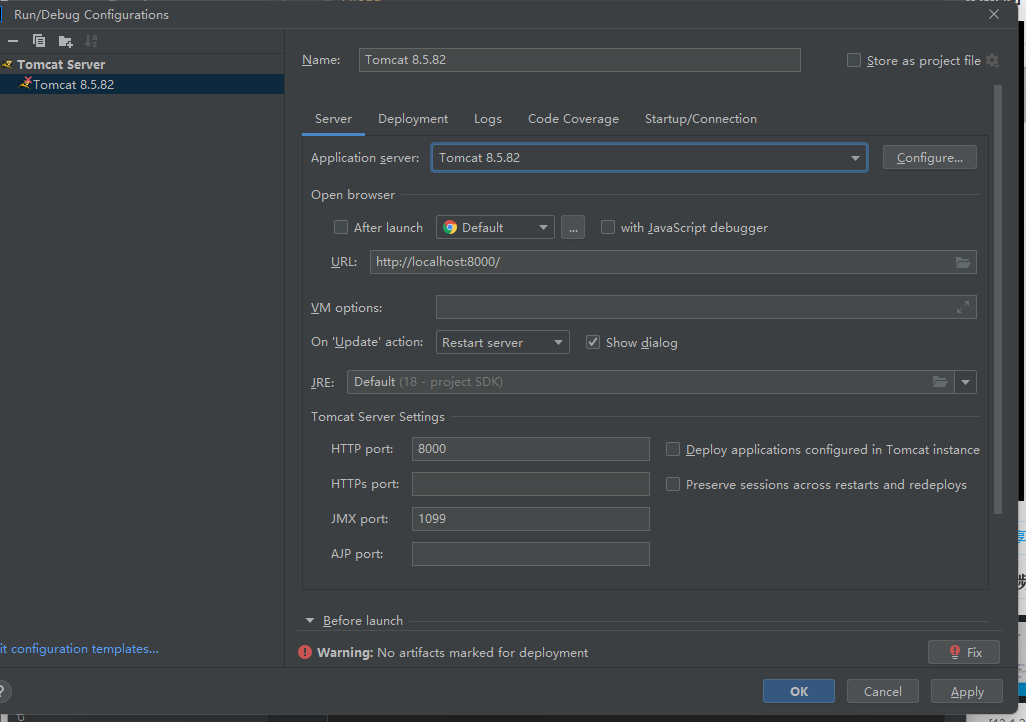 Run/Debug Configurations
Tomcat Server
Tomcat 8.5.82
Name: Tomcat 8.5.82 Store as project file
Server Deployment Logs Code Coverage Startup/Connection
Application server: Tomcat 8.5.82 Configure...
Open browser
After launch Default ... with JavaScript debugger
URL: http://localhost:8000/
VM options:
On 'Update' action: Restart server Show dialog
JRE: Default (18 - project SDK)
Tomcat Server Settings
HTTP port: 8000 Deploy applications configured in Tomcat instance
HTTPs port: Preserve sessions across restarts and redeploys
JMX port: 1099
AJP port:
Before launch
it configuration templates...
Warning: No artifacts marked for deployment Fix
? OK Cancel Apply